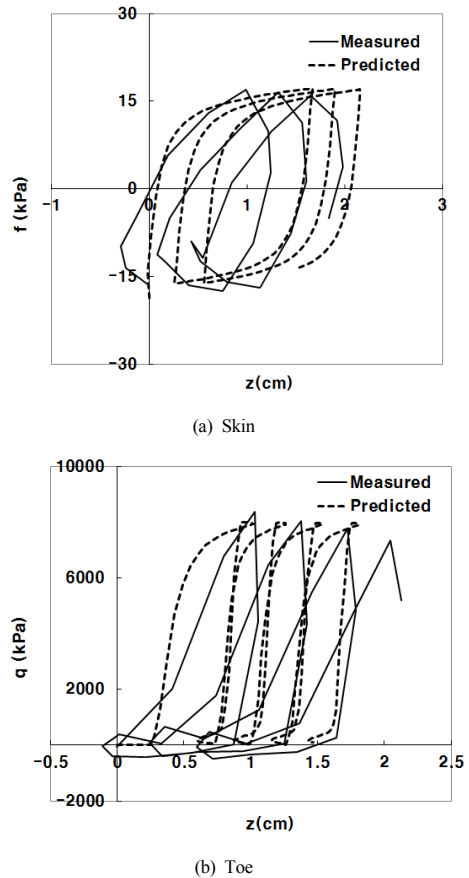 30
Measured
Predicted
15
f (kPa)
0
-1
0
1
2
3
-15
-30
z(cm)
(a) Skin
10000
Measured
Predicted
6000
q (kPa)
2000
-0.5
0
0.5
1
1.5
2
2.5
-2000
z(cm)
(b) Toe